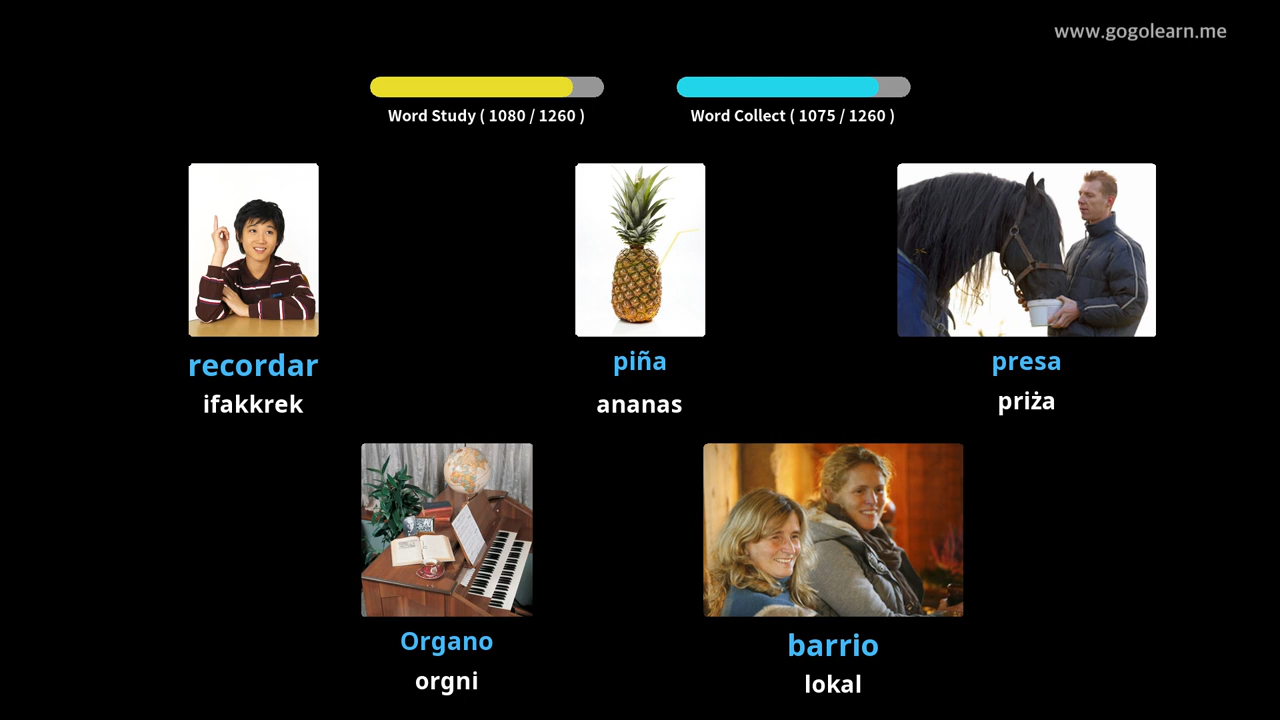 www.gogolearn.me
Word Study ( 1080 / 1260 )
Word Collect ( 1075 / 1260 )
recordar
ifakkrek
piña
ananas
presa
priża
Organo
orgni
barrio
lokal